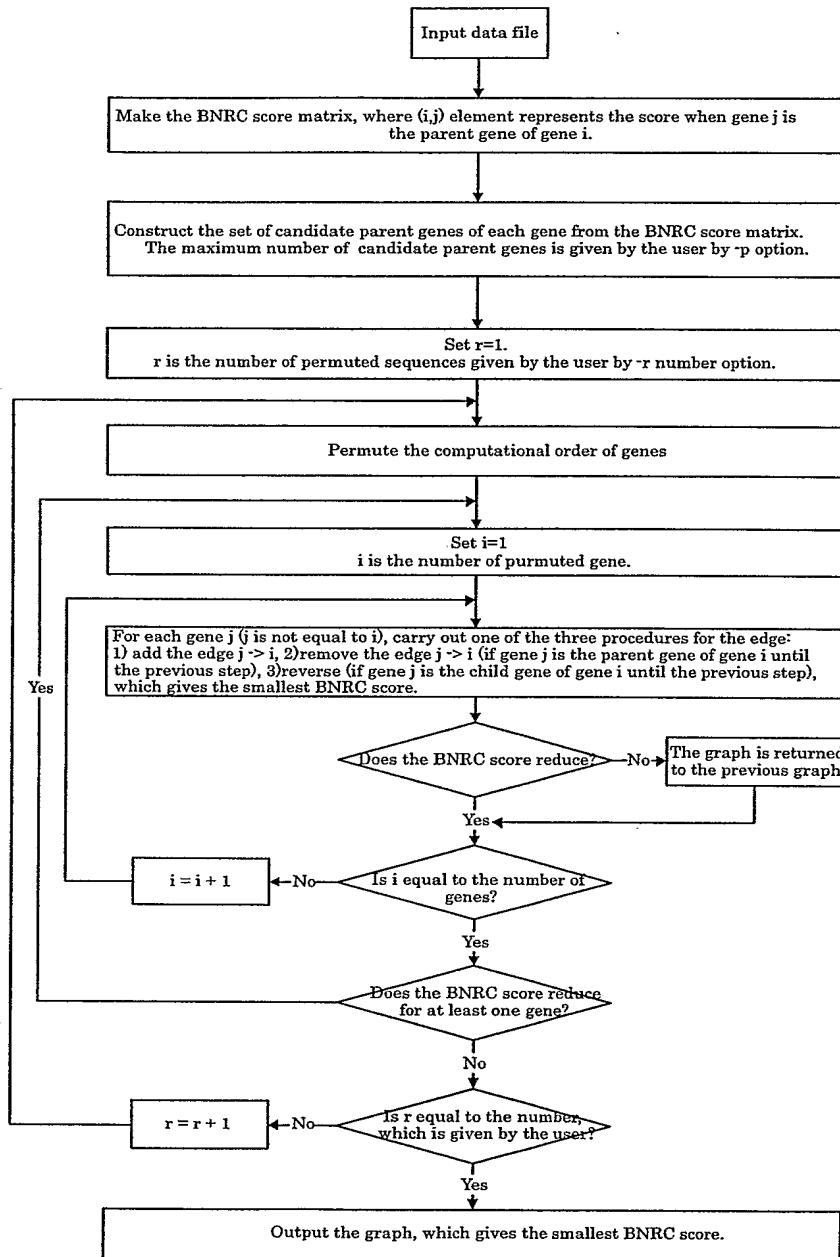 Input data file
Make the BNRC score matrix, where (i,j) element represents the score when gene j is
the parent gene of gene i.
Construct the set of candidate parent genes of each gene from the BNRC score matrix.
The maximum number of candidate parent genes is given by the user by -p option.
Set r=1.
r is the number of permuted sequences given by the user by -r number option.
Permute the computational order of genes
Set i=1
i is the number of purmuted gene.
For each gene j (j is not equal to i), carry out one of the three procedures for the edge:
1) add the edge j -> i, 2)remove the edge j -> i (if gene j is the parent gene of gene i until
the previous step), 3)reverse (if gene j is the child gene of gene i until the previous step),
which gives the smallest BNRC score.
Yes
Does the BNRC score reduce?
No
The graph is returned
to the previous graph
Yes
i = i + 1
No
Is i equal to the number of
genes?
Yes
Does the BNRC score reduce
for at least one gene?
No
r = r + 1
No
Is r equal to the number,
which is given by the user?
Yes
Output the graph, which gives the smallest BNRC score.